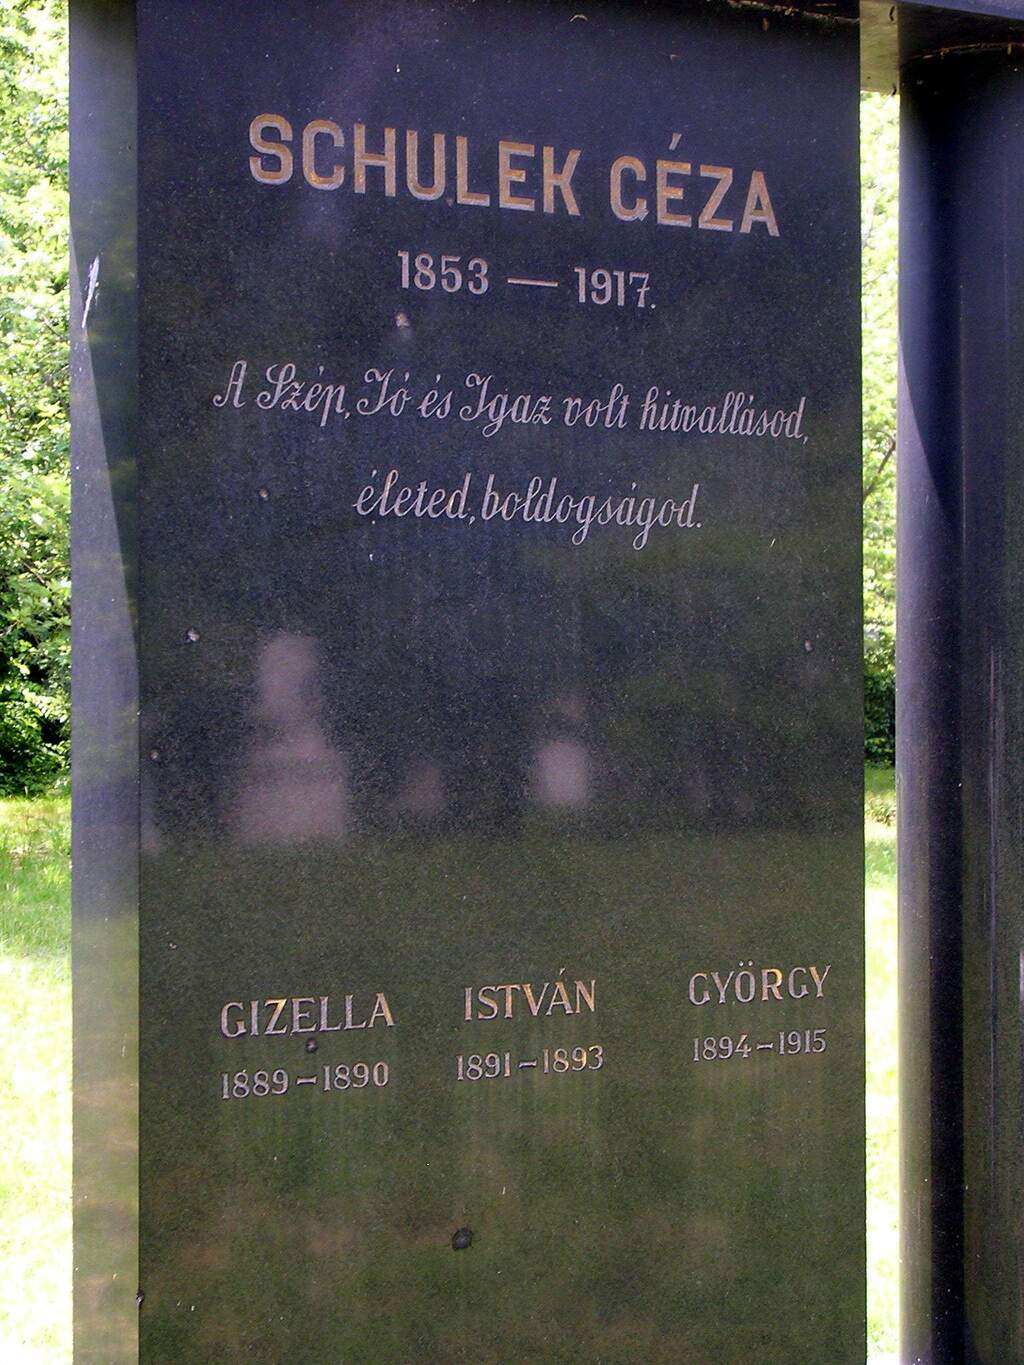 SCHULEK GÉZA
1853 — 1917.
A Szép, Jó és Igaz volt hitvallásod,
életed, boldogságod.
GIZELLA ISTVÁN GYÖRGY
1889-1890 1891-1893 1894-1915